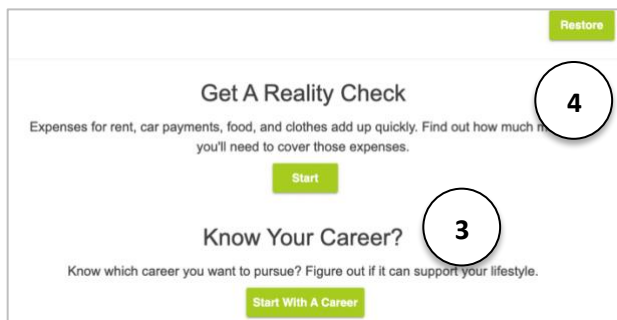 Restore
Get A Reality Check
4
Expenses for rent, car payments, food, and clothes add up quickly. Find out how much
you'll need to cover those expenses.
Start
Know Your Career?
3
Know which career you want to pursue? Figure out if it can support your lifestyle.
Start With A Career